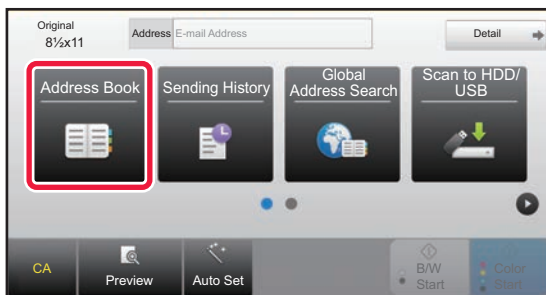 Original
8½x11
Address E-mail Address
Detail
Address Book
Sending History
Global
Address Search
Scan to HDD/
USB
CA
Preview
Auto Set
B/W
Start
Color
Start